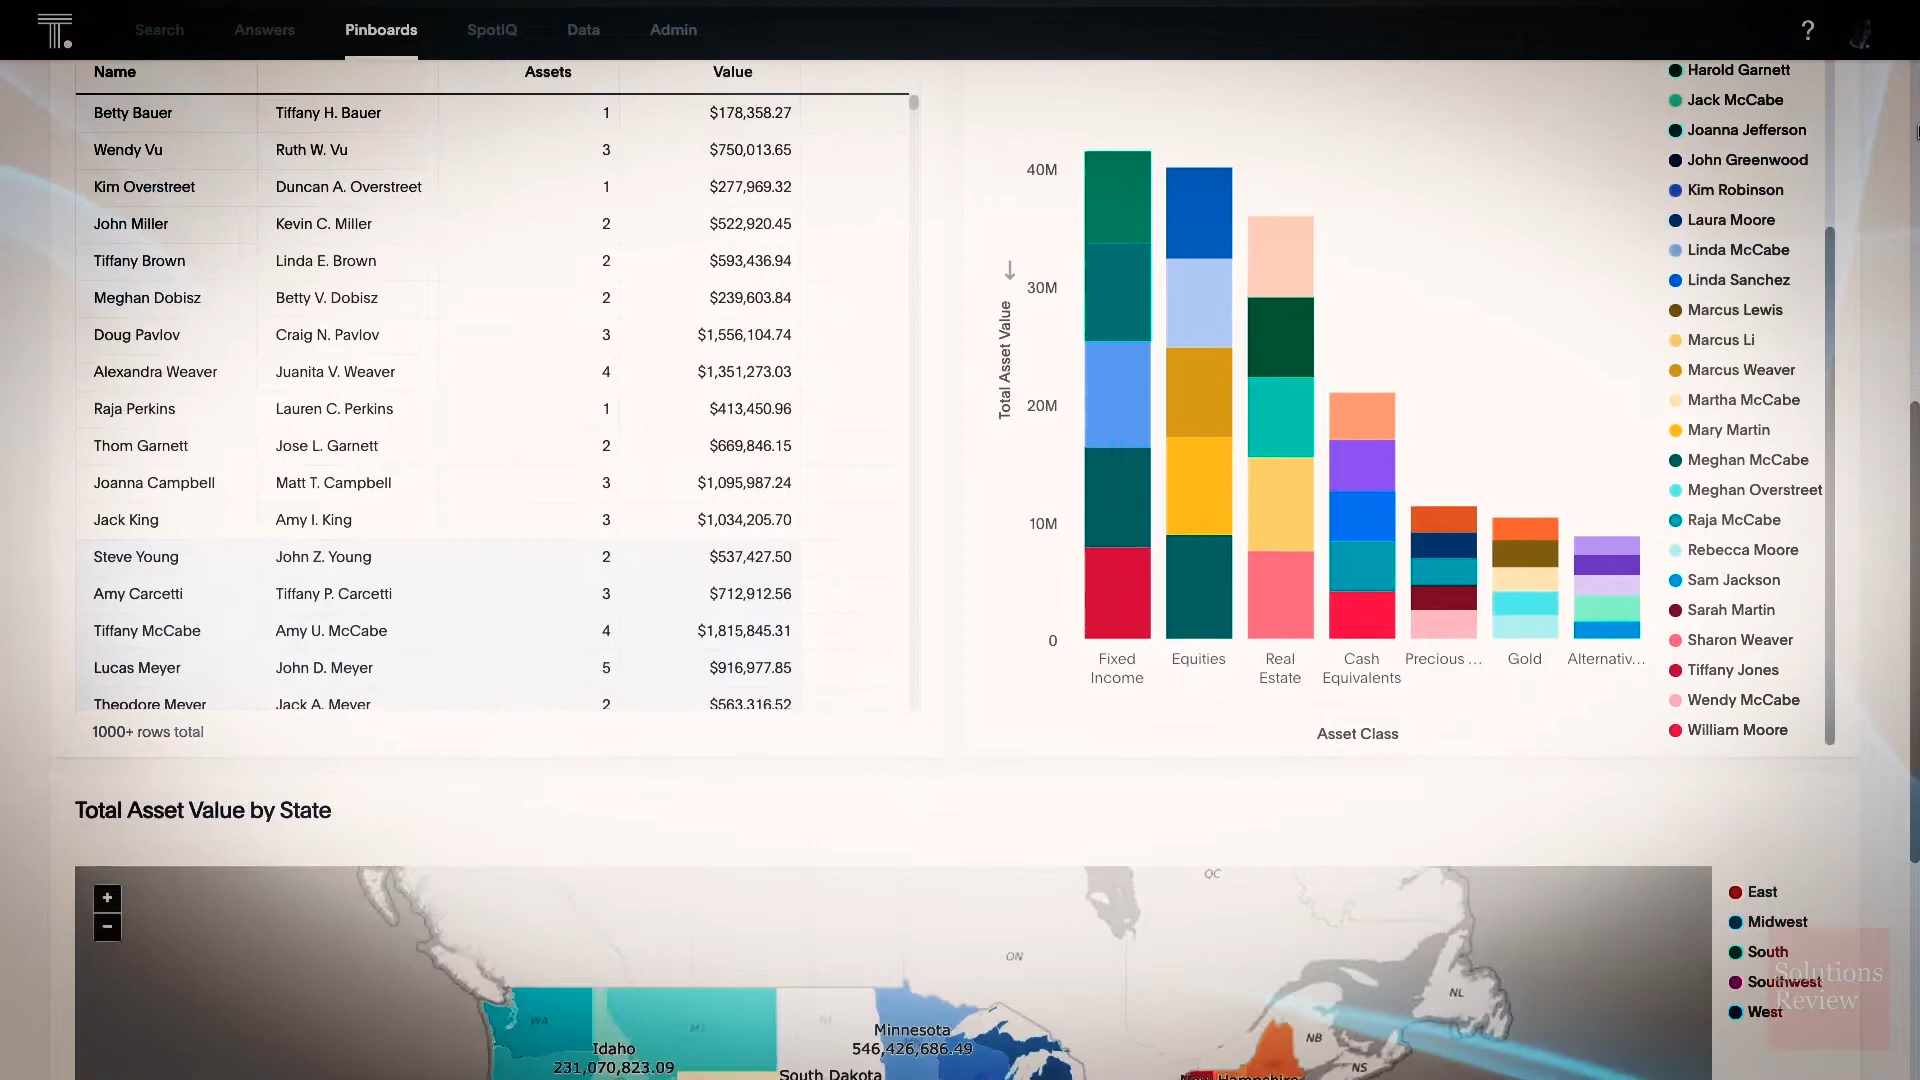 T.
Search Answers Pinboards SpotIQ Data Admin ?
Name Assets Value
Betty Bauer Tiffany H. Bauer 1 $178,358.27
Wendy Vu Ruth W. Vu 3 $750,013.65
Kim Overstreet Duncan A. Overstreet 1 $277,969.32
John Miller Kevin C. Miller 2 $522,920.45
Tiffany Brown Linda E. Brown 2 $593,436.94
Meghan Dobisz Betty V. Dobisz 2 $239,603.84
Doug Pavlov Craig N. Pavlov 3 $1,556,104.74
Alexandra Weaver Juanita V. Weaver 4 $1,351,273.03
Raja Perkins Lauren C. Perkins 1 $413,450.96
Thom Garnett Jose L. Garnett 2 $669,846.15
Joanna Campbell Matt T. Campbell 3 $1,095,987.24
Jack King Amy I. King 3 $1,034,205.70
Steve Young John Z. Young 2 $537,427.50
Amy Carcetti Tiffany P. Carcetti 3 $712,912.56
Tiffany McCabe Amy U. McCabe 4 $1,815,845.31
Lucas Meyer John D. Meyer 5 $916,977.85
Theodore Meyer Jack A. Meyer 2 $563,316.52
1000+ rows total
Total Asset Value
40M
30M
20M
10M
0
Fixed Income
Equities
Real Estate
Cash Equivalents
Precious ...
Gold
Alternativ...
Asset Class
Harold Garnett
Jack McCabe
Joanna Jefferson
John Greenwood
Kim Robinson
Laura Moore
Linda McCabe
Linda Sanchez
Marcus Lewis
Marcus Li
Marcus Weaver
Martha McCabe
Mary Martin
Meghan McCabe
Meghan Overstreet
Raja McCabe
Rebecca Moore
Sam Jackson
Sarah Martin
Sharon Weaver
Tiffany Jones
Wendy McCabe
William Moore
Total Asset Value by State
+
−
QC
ON
NL
NB
NS
WA
MT
Idaho
231,070,823.09
Minnesota
546,426,686.49
South Dakota
New Hampshire
East
Midwest
South
Southwest
West
Solutions
Review